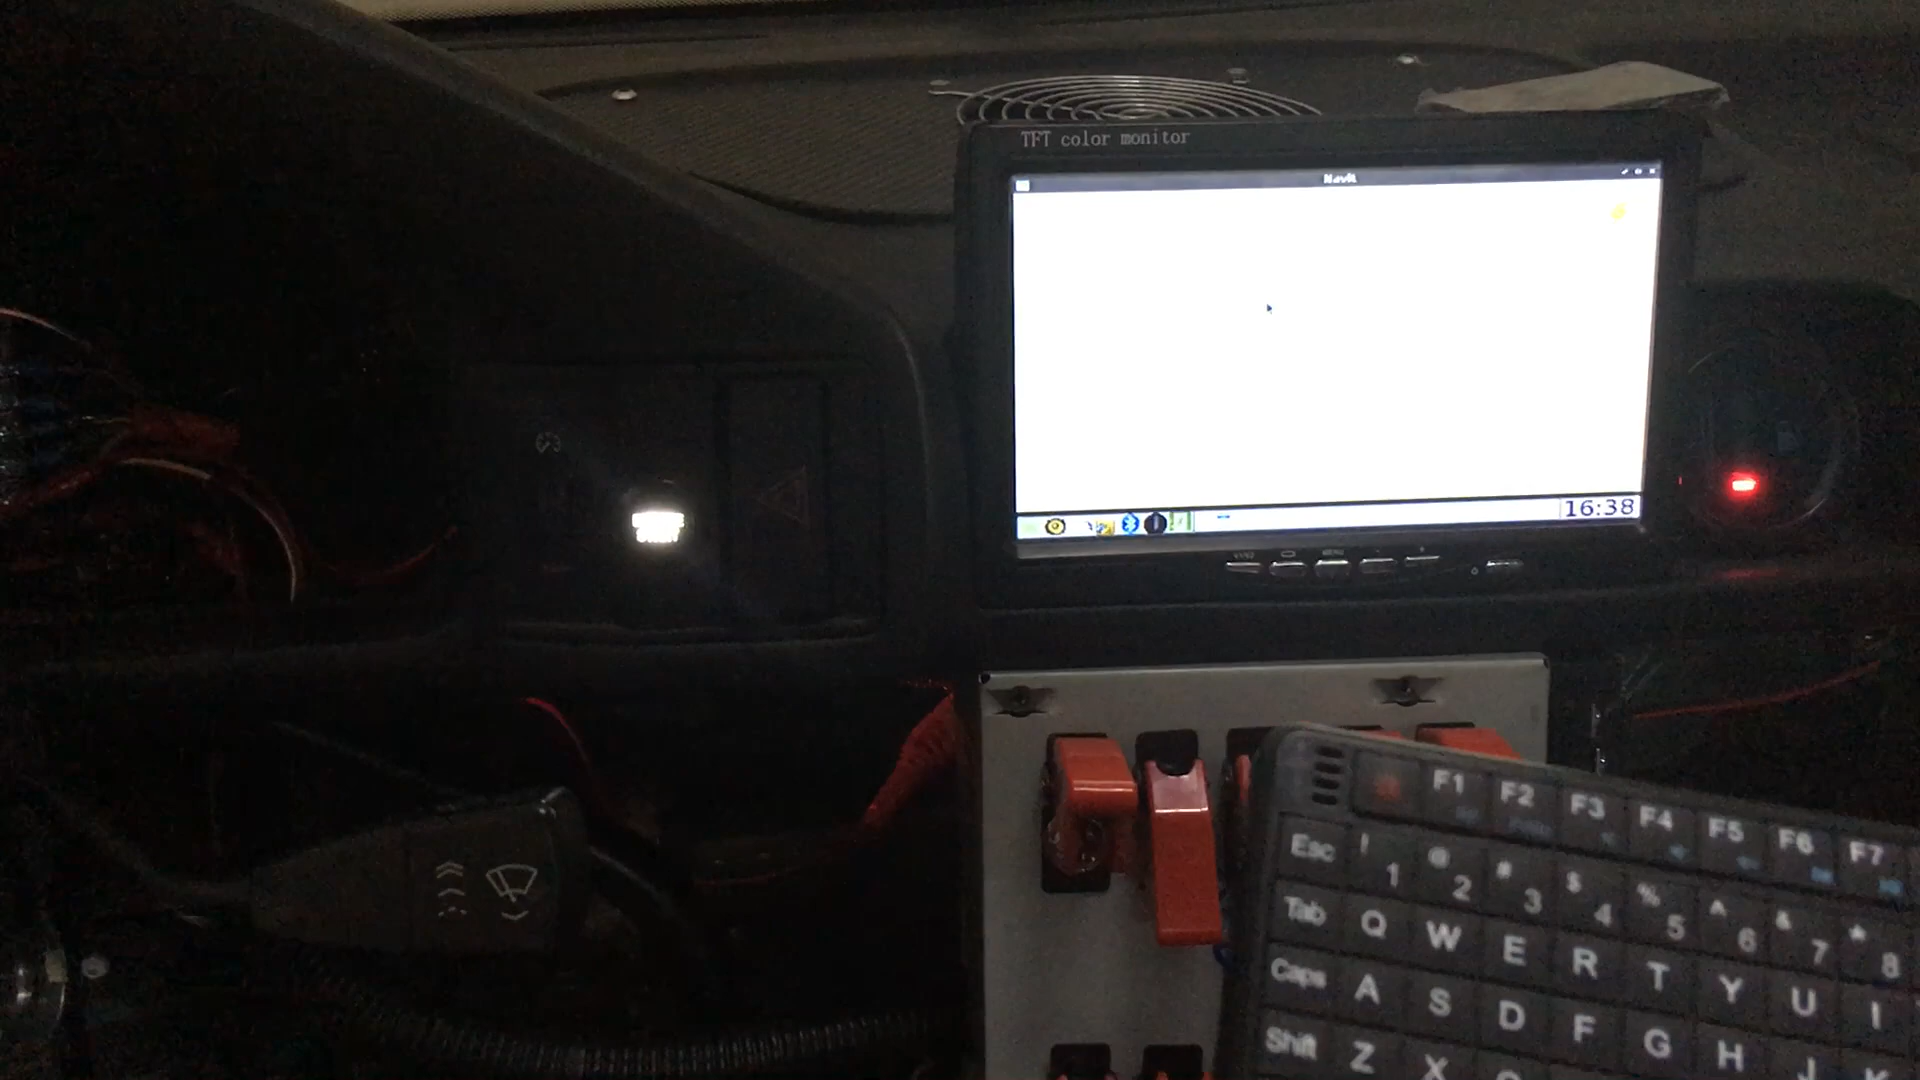 TFT color monitor
Navit
16:38
MENU
F1 F2 F3 F4 F5 F6 F7
Esc ! 1 @ 2 # 3 $ 4 % 5 ^ 6 & 7 * 8
Tab Q W E R T Y U I
Caps A S D F G H J K
Shift Z X